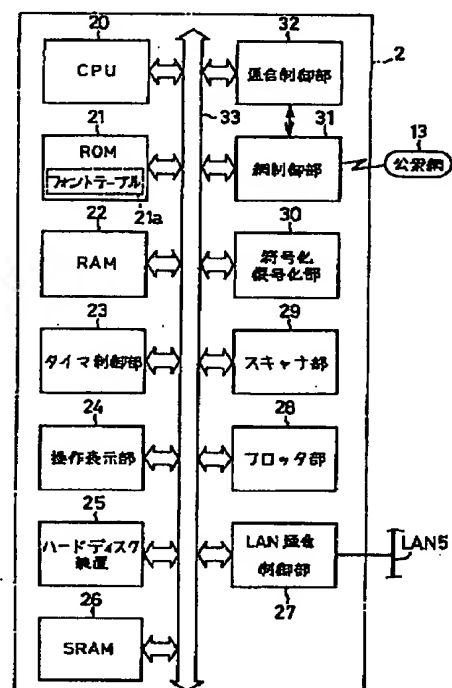 20
CPU
21
ROM
フォントテーブル
21a
22
RAM
23
タイマ制御部
24
操作表示部
25
ハードディスク
装置
26
SRAM
32
通信制御部
2
33
31
網制御部
13
公衆網
30
符号化
復号化部
29
スキャナ部
28
プロッタ部
LAN通信
制御部
27
LAN5